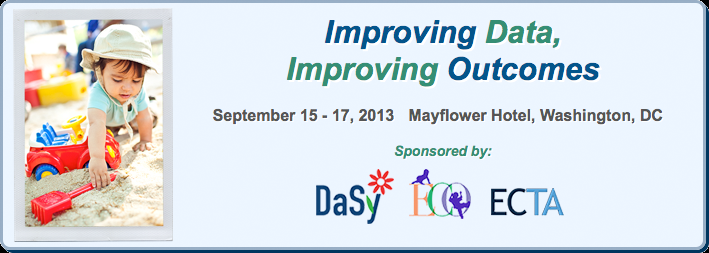 Improving Data,
Improving Outcomes
September 15 - 17, 2013   Mayflower Hotel, Washington, DC
Sponsored by:
DaSy ECO ECTA